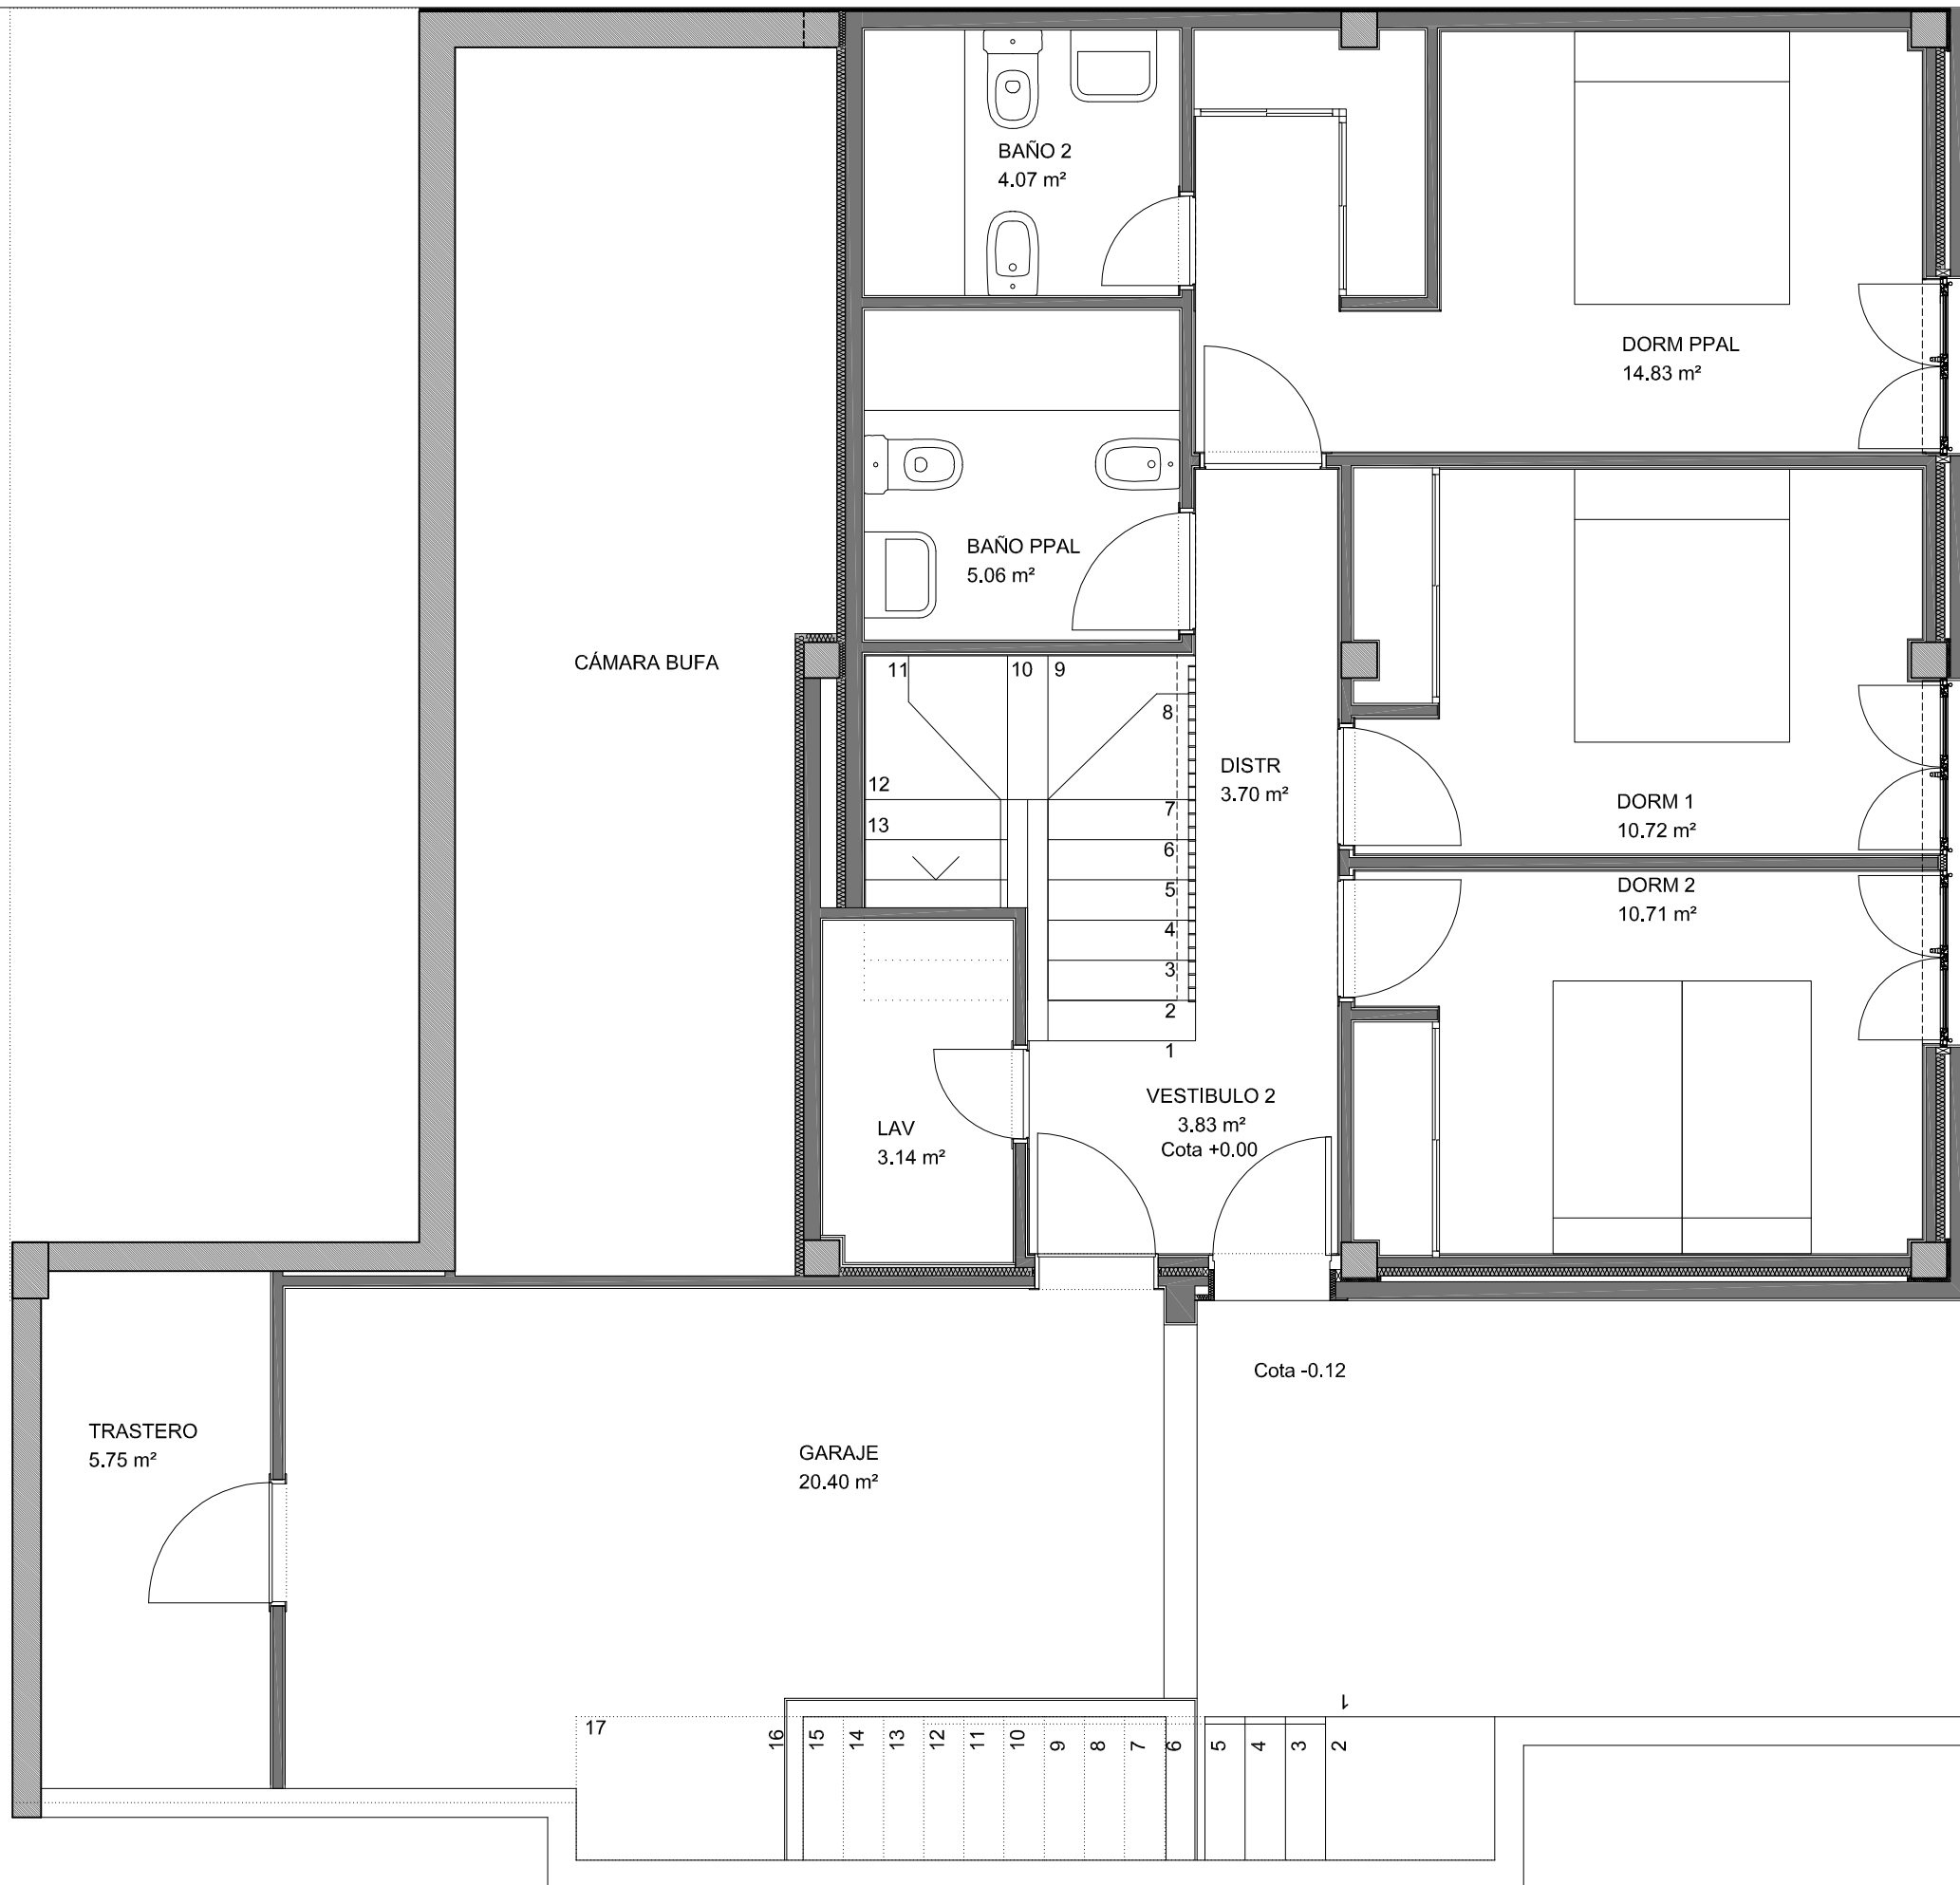 BAÑO 2
4.07 m²
DORM PPAL
14.83 m²
BAÑO PPAL
5.06 m²
CÁMARA BUFA
11
10
9
8
12
7
13
6
5
4
3
2
1
DISTR
3.70 m²
DORM 1
10.72 m²
DORM 2
10.71 m²
VESTIBULO 2
3.83 m²
Cota +0.00
LAV
3.14 m²
Cota -0.12
TRASTERO
5.75 m²
GARAJE
20.40 m²
17
16
15
14
13
12
11
10
9
8
7
6
5
4
3
2
1